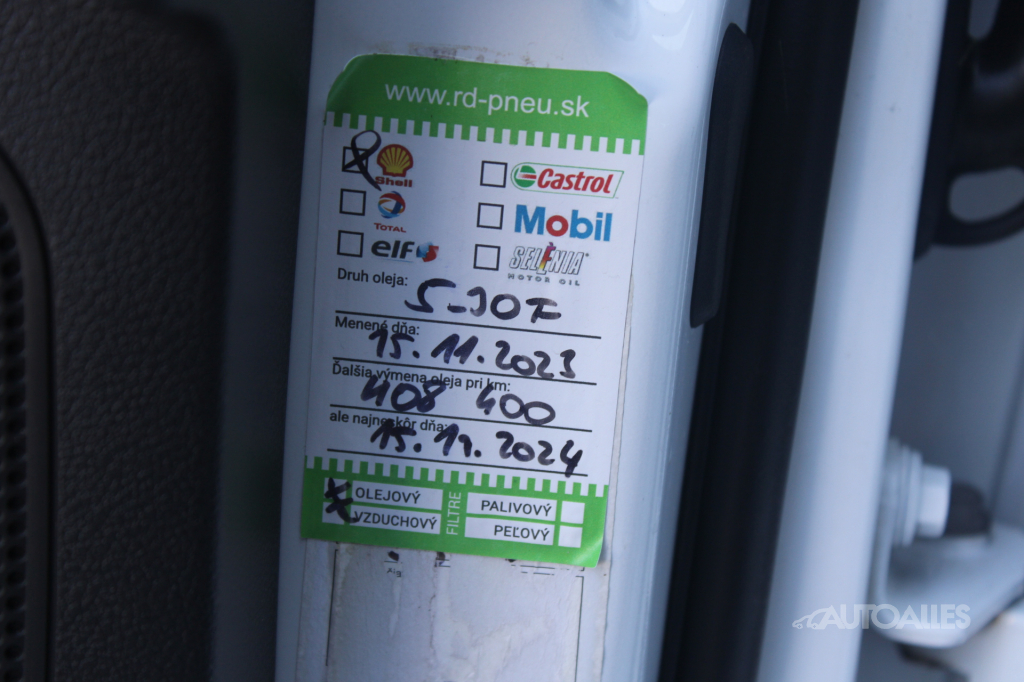 www.rd-pneu.sk
Shell Castrol
TOTAL Mobil
elf SELÉNIA
MOTOR OIL
Druh oleja:
5-30F
Menené dňa:
15.11.2023
Ďalšia výmena oleja pri km:
408 400
ale najneskôr dňa:
15.11.2024
OLEJOVÝ PALIVOVÝ
FILTRE
VZDUCHOVÝ PEĽOVÝ
AUTOALLES